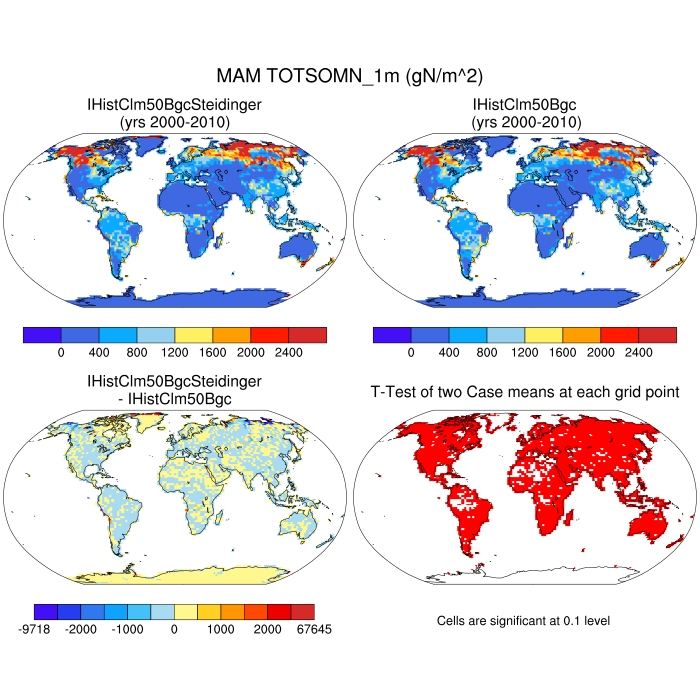 MAM TOTSOMN_1m (gN/m^2)
IHistClm50BgcSteidinger
(yrs 2000-2010)
IHistClm50Bgc
(yrs 2000-2010)
0 400 800 1200 1600 2000 2400
0 400 800 1200 1600 2000 2400
IHistClm50BgcSteidinger
- IHistClm50Bgc
T-Test of two Case means at each grid point
-9718 -2000 -1000 0 1000 2000 67645
Cells are significant at 0.1 level